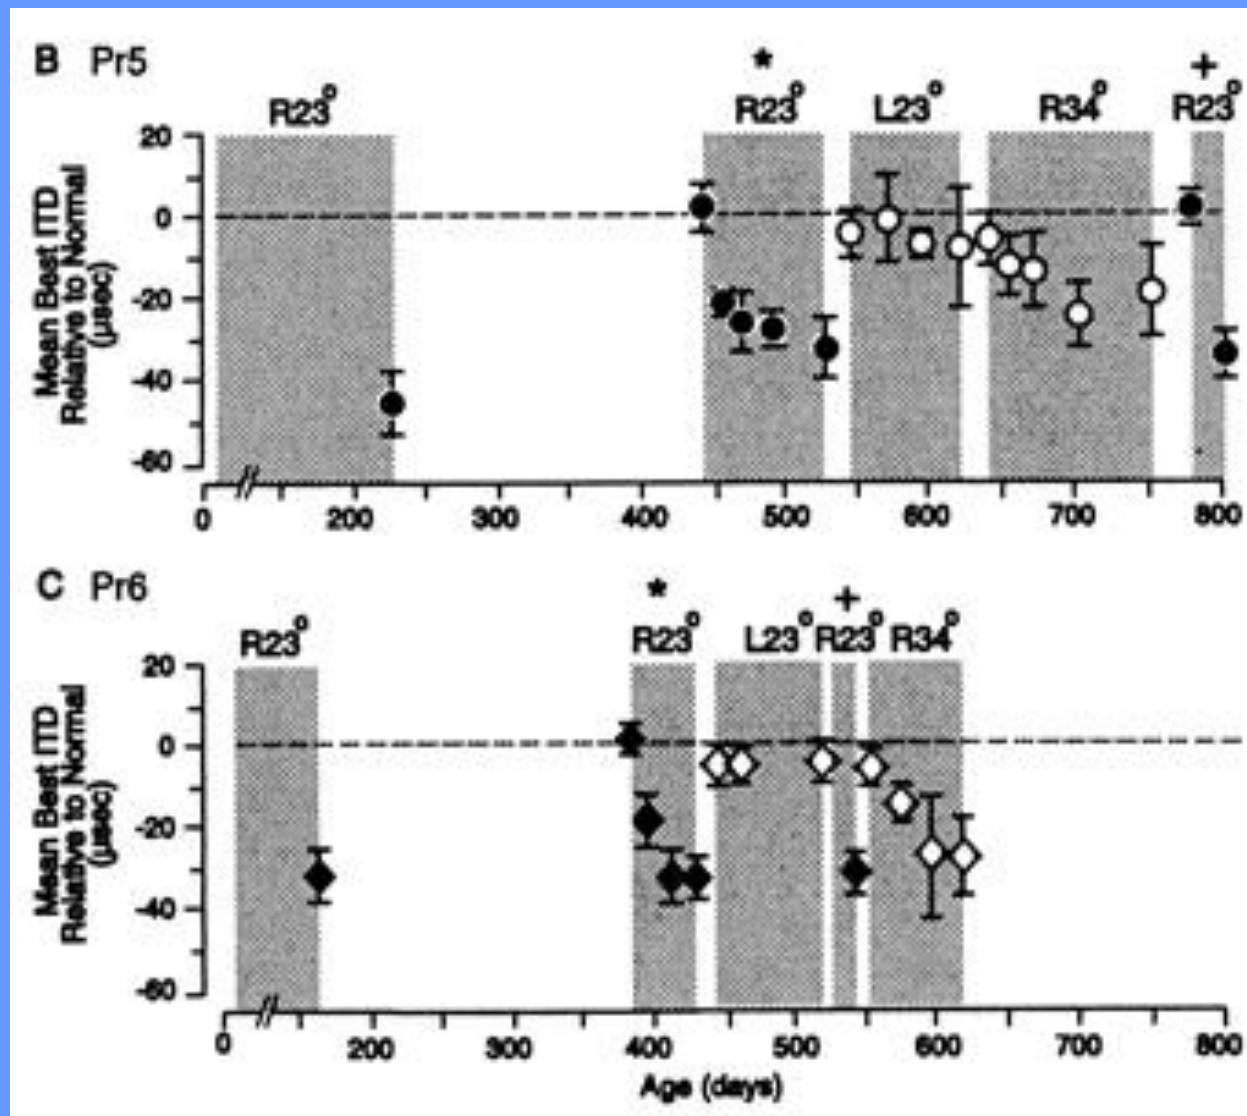 B Pr5
* +
R23° R23° L23° R34° R23°
20
0
-20
-40
-60
Mean Best ITD
Relative to Normal
(µsec)
0 200 300 400 500 600 700 800
C Pr6
* +
R23° R23° L23° R23° R34°
20
0
-20
-40
-60
Mean Best ITD
Relative to Normal
(µsec)
0 200 300 400 500 600 700 800
Age (days)